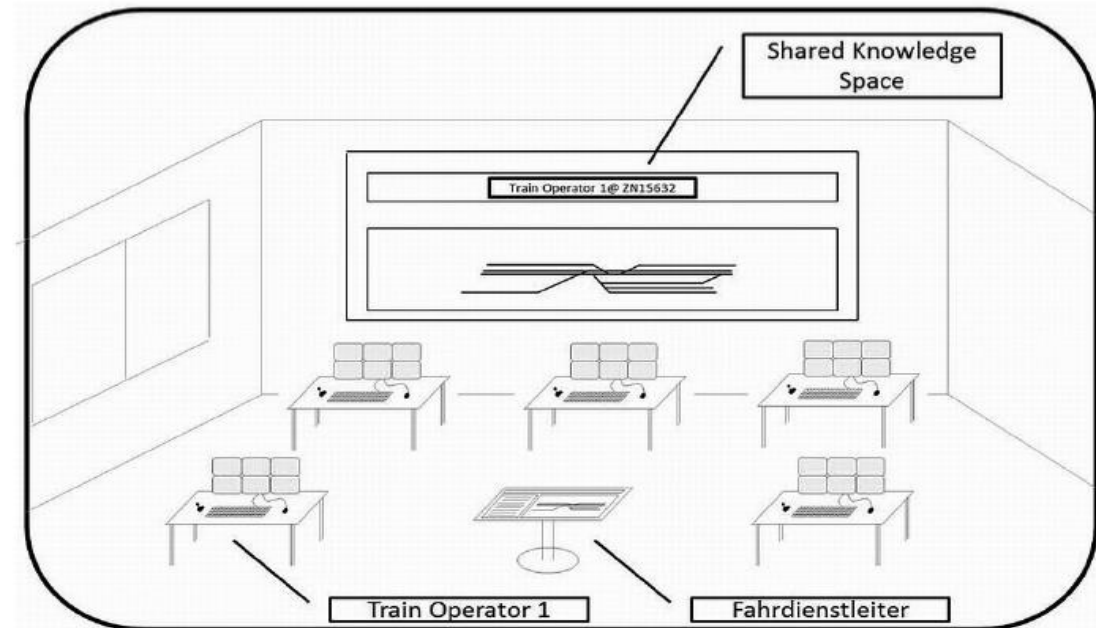 Shared Knowledge
Space
Train Operator 1@ ZN15632
Train Operator 1
Fahrdienstleiter